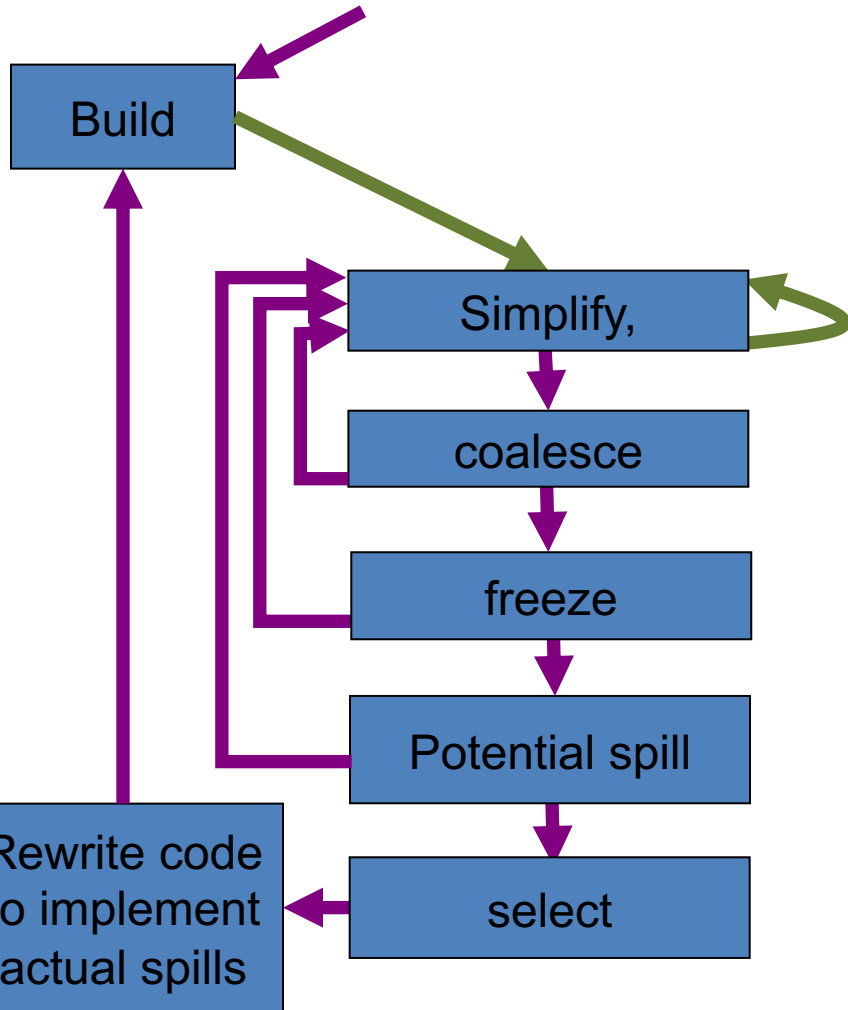 Build
Simplify,
coalesce
freeze
Potential spill
select
Rewrite code
o implement
actual spills